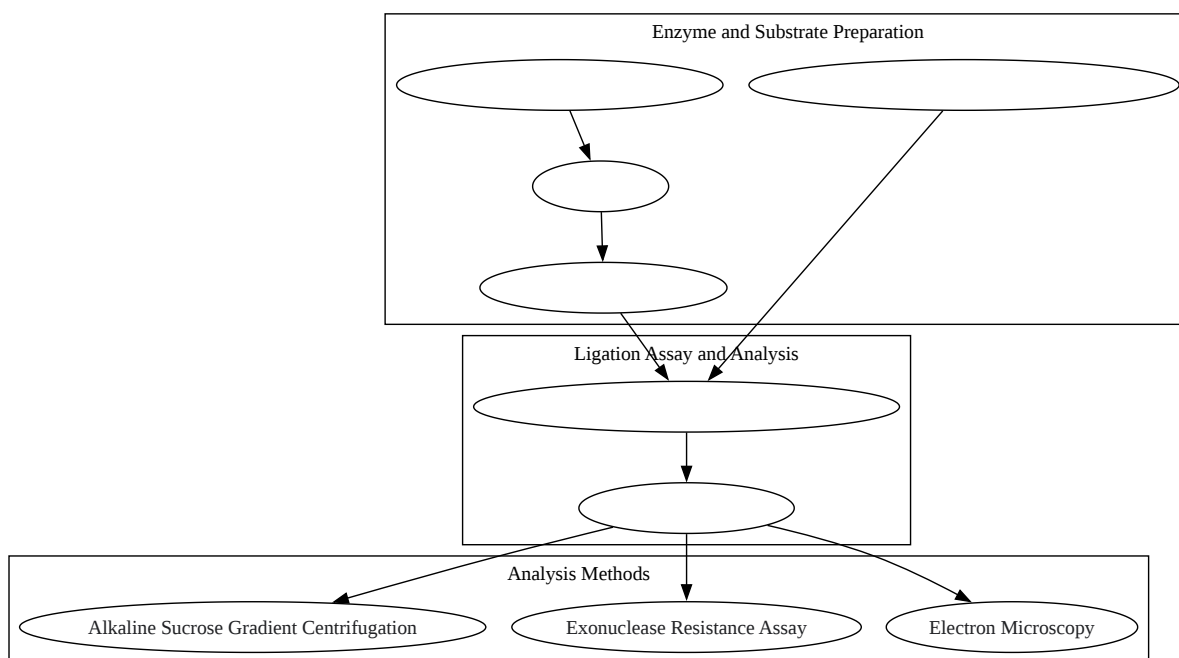 Enzyme and Substrate Preparation
Ligation Assay and Analysis
Analysis Methods
Alkaline Sucrose Gradient Centrifugation
Exonuclease Resistance Assay
Electron Microscopy